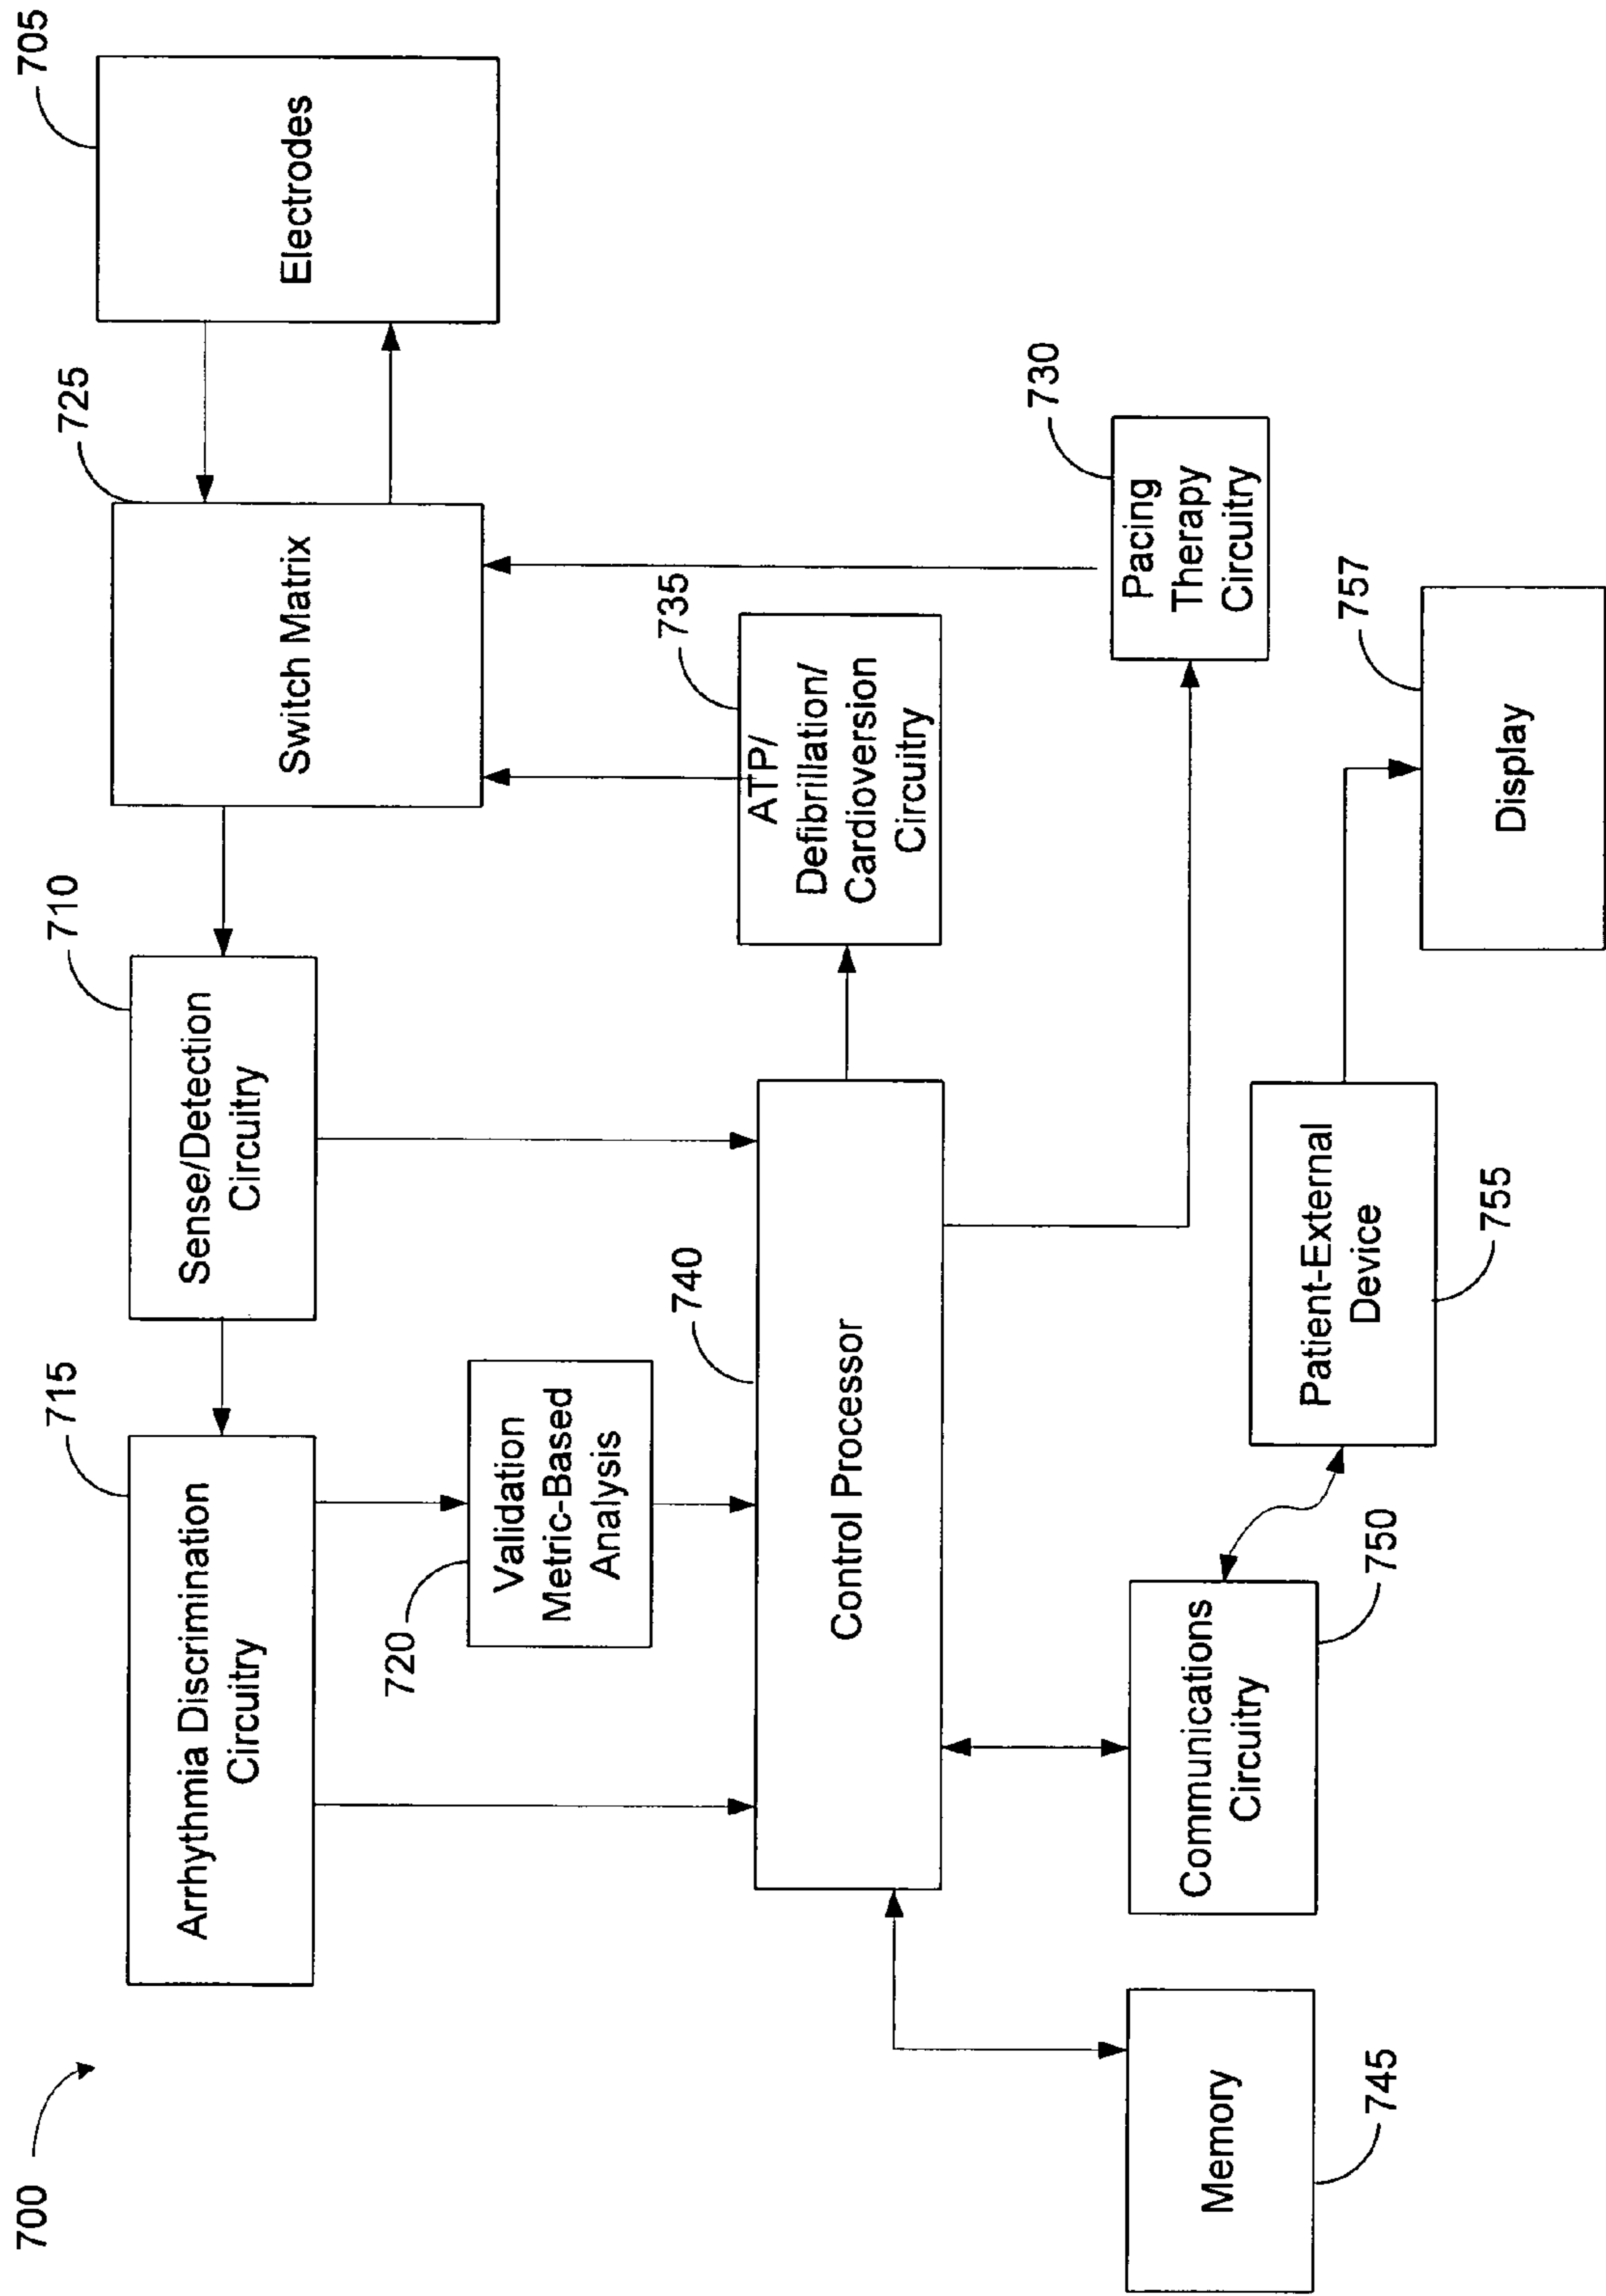 700
715
Arrhythmia Discrimination
Circuitry
710
Sense/Detection
Circuitry
725
Switch Matrix
705
Electrodes
720
Validation
Metric-Based
Analysis
735
ATP/
Defibrillation/
Cardioversion
Circuitry
740
Control Processor
730
Pacing
Therapy
Circuitry
Memory
745
Communications
Circuitry
750
Patient-External
Device
755
757
Display